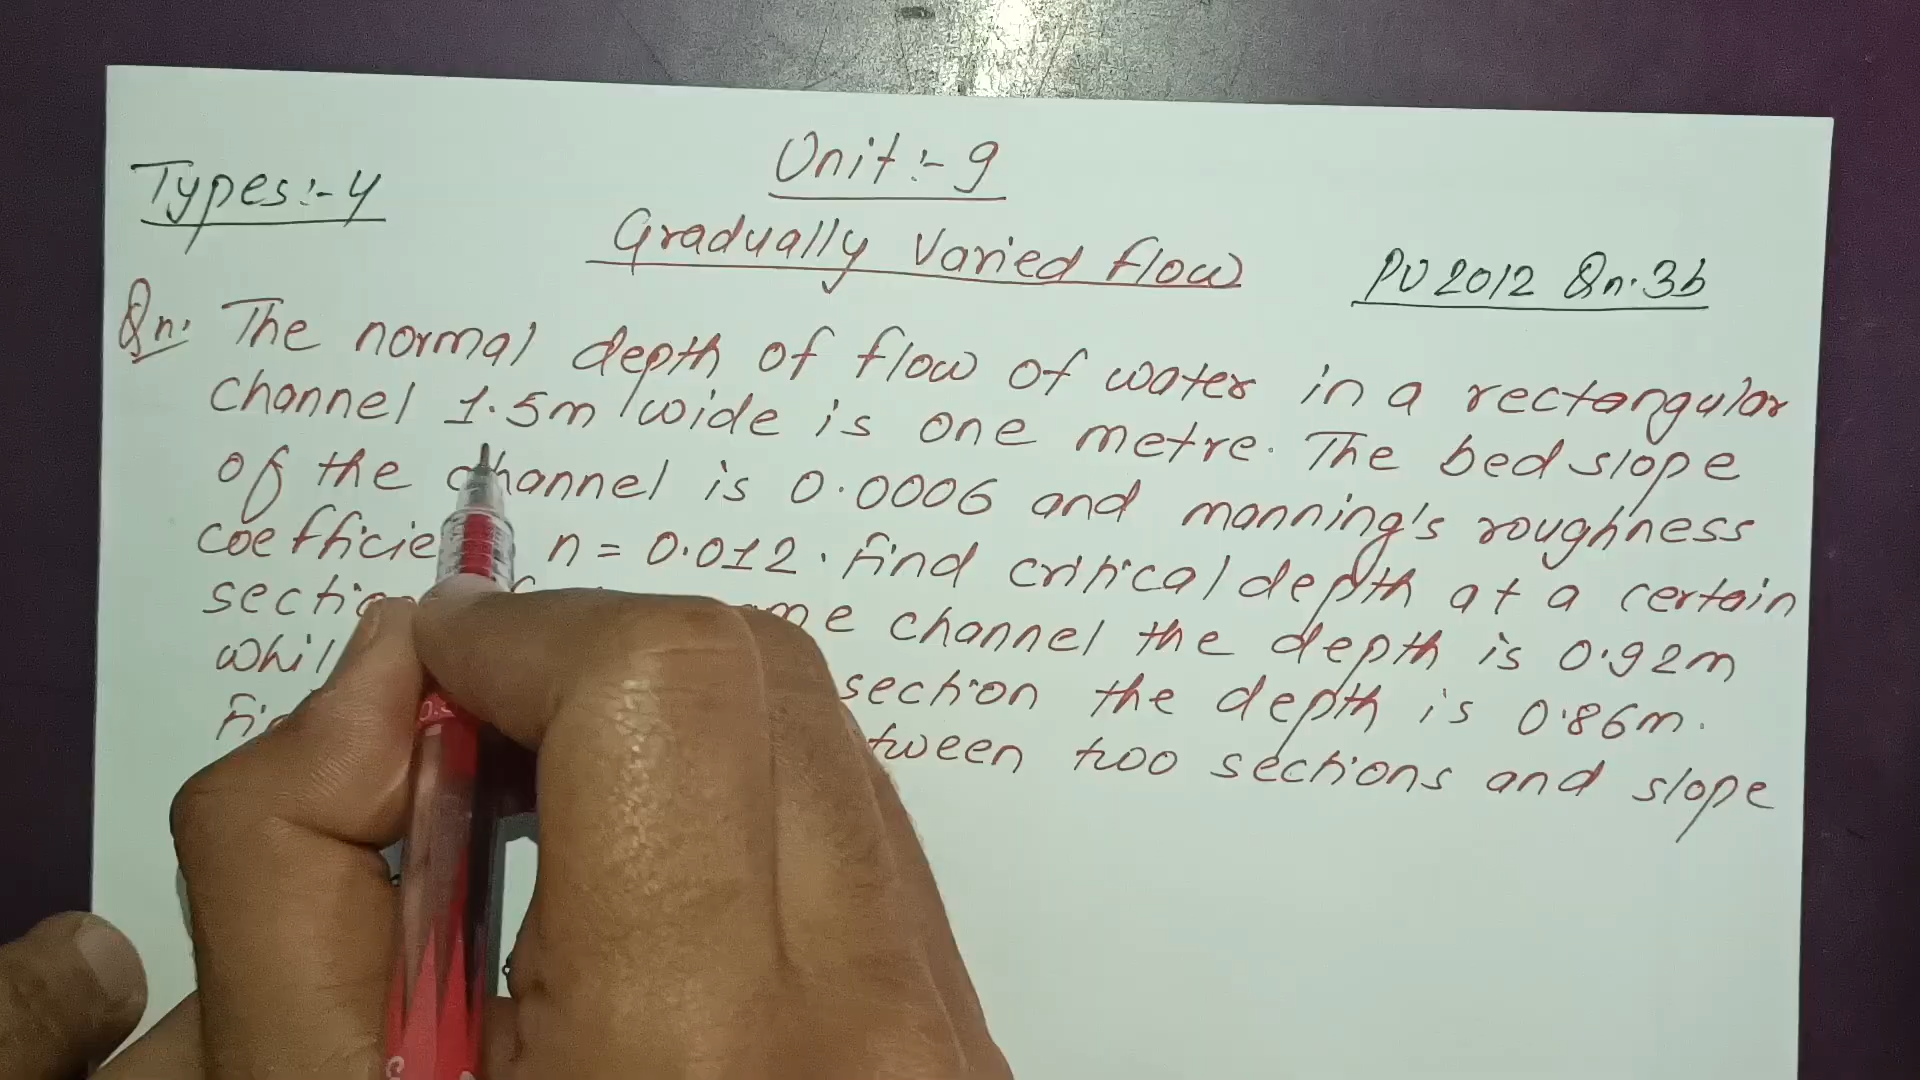 Unit:- 9
Types:- 4
Gradually Varied flow
PU 2012 Qn. 3b
Qn. The normal depth of flow of water in a rectangular
channel 1.5m wide is one metre. The bed slope
of the channel is 0.0006 and manning's roughness
n = 0.012. find critical depth at a certain
channel the depth is 0.92m
section the depth is 0.86m.
two sections and slope